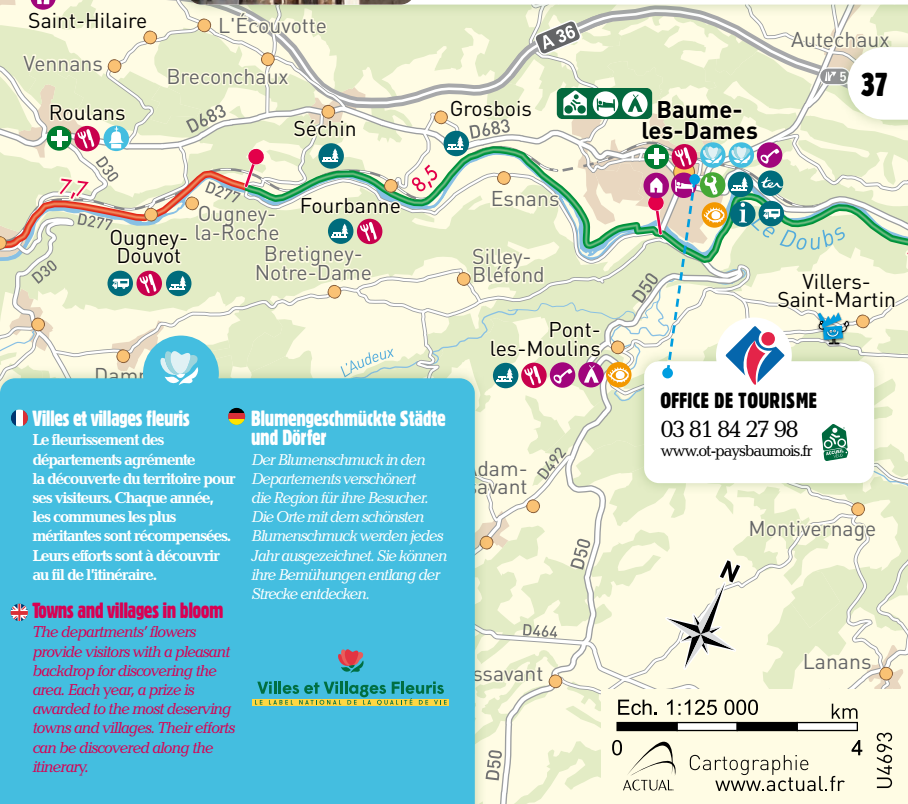 Saint-Hilaire
L'Écouvotte
A 36
Autechaux
Vennans
Breconchaux
5
37
Roulans
D683
Séchin
Grosbois
D683
Baume-
les-Dames
D30
7,7
D277
8,5
ter
Fourbanne
Esnans
i
D277
Ougney-
la-Roche
Ougney-
Douvot
Bretigney-
Notre-Dame
Silley-
Bléfond
Le Doubs
D30
D50
Villers-
Saint-Martin
Pont-
les-Moulins
L'Audeux
Damp
OFFICE DE TOURISME
03 81 84 27 98
www.ot-paysbaumois.fr
ACCUEIL
Villes et villages fleuris
Le fleurissement des
départements agrémente
la découverte du territoire pour
ses visiteurs. Chaque année,
les communes les plus
méritantes sont récompensées.
Leurs efforts sont à découvrir
au fil de l'itinéraire.
Towns and villages in bloom
The departments' flowers
provide visitors with a pleasant
backdrop for discovering the
area. Each year, a prize is
awarded to the most deserving
towns and villages. Their efforts
can be discovered along the
itinerary.
Blumengeschmückte Städte
und Dörfer
Der Blumenschmuck in den
Departements verschönert
die Region für ihre Besucher.
Die Orte mit dem schönsten
Blumenschmuck werden jedes
Jahr ausgezeichnet. Sie können
ihre Bemühungen entlang der
Strecke entdecken.
Villes et Villages Fleuris
LE LABEL NATIONAL DE LA QUALITÉ DE VIE
Adam-
savant
D492
D50
Montivernage
N
D464
ssavant
Lanans
D50
Ech. 1:125 000
km
0
4
ACTUAL
Cartographie
www.actual.fr
U4693